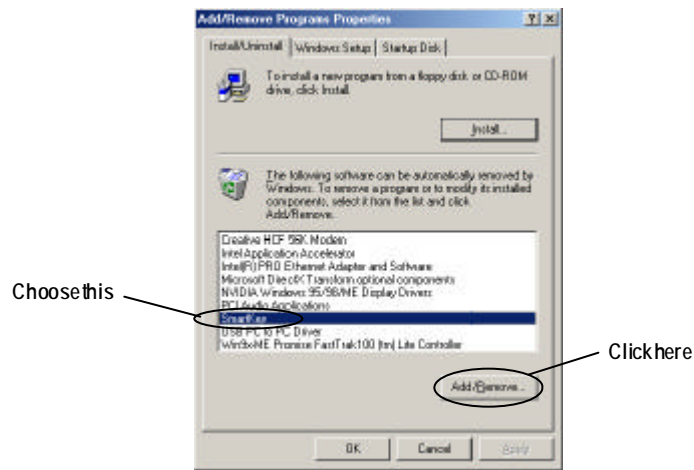 Add/Remove Programs Properties
Install/Uninstall
Windows Setup
Startup Disk
To install a new program from a floppy disk or CD-ROM
drive, click Install.
Install...
The following software can be automatically removed by
Windows. To remove a program or to modify its installed
components, select it from the list and click
Add/Remove.
Creative HCF 56K Modem
Intel Application Accelerator
Intel(R) PRO Ethernet Adapter and Software
Microsoft DirectX Transform optional components
NVIDIA Windows 95/98/ME Display Drivers
PCI Audio Applications
Choosethis
SmartKey
USB PC to PC Driver
Win9x-ME Promise FastTrak100 (tm) Lite Controller
Clickhere
Add/Remove...
OK
Cancel
Apply